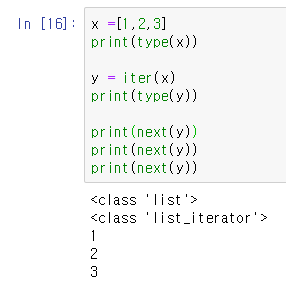 In [16]: x =[1,2,3]
print(type(x))
y = iter(x)
print(type(y))
print(next(y))
print(next(y))
print(next(y))
<class 'list'>
<class 'list_iterator'>
1
2
3